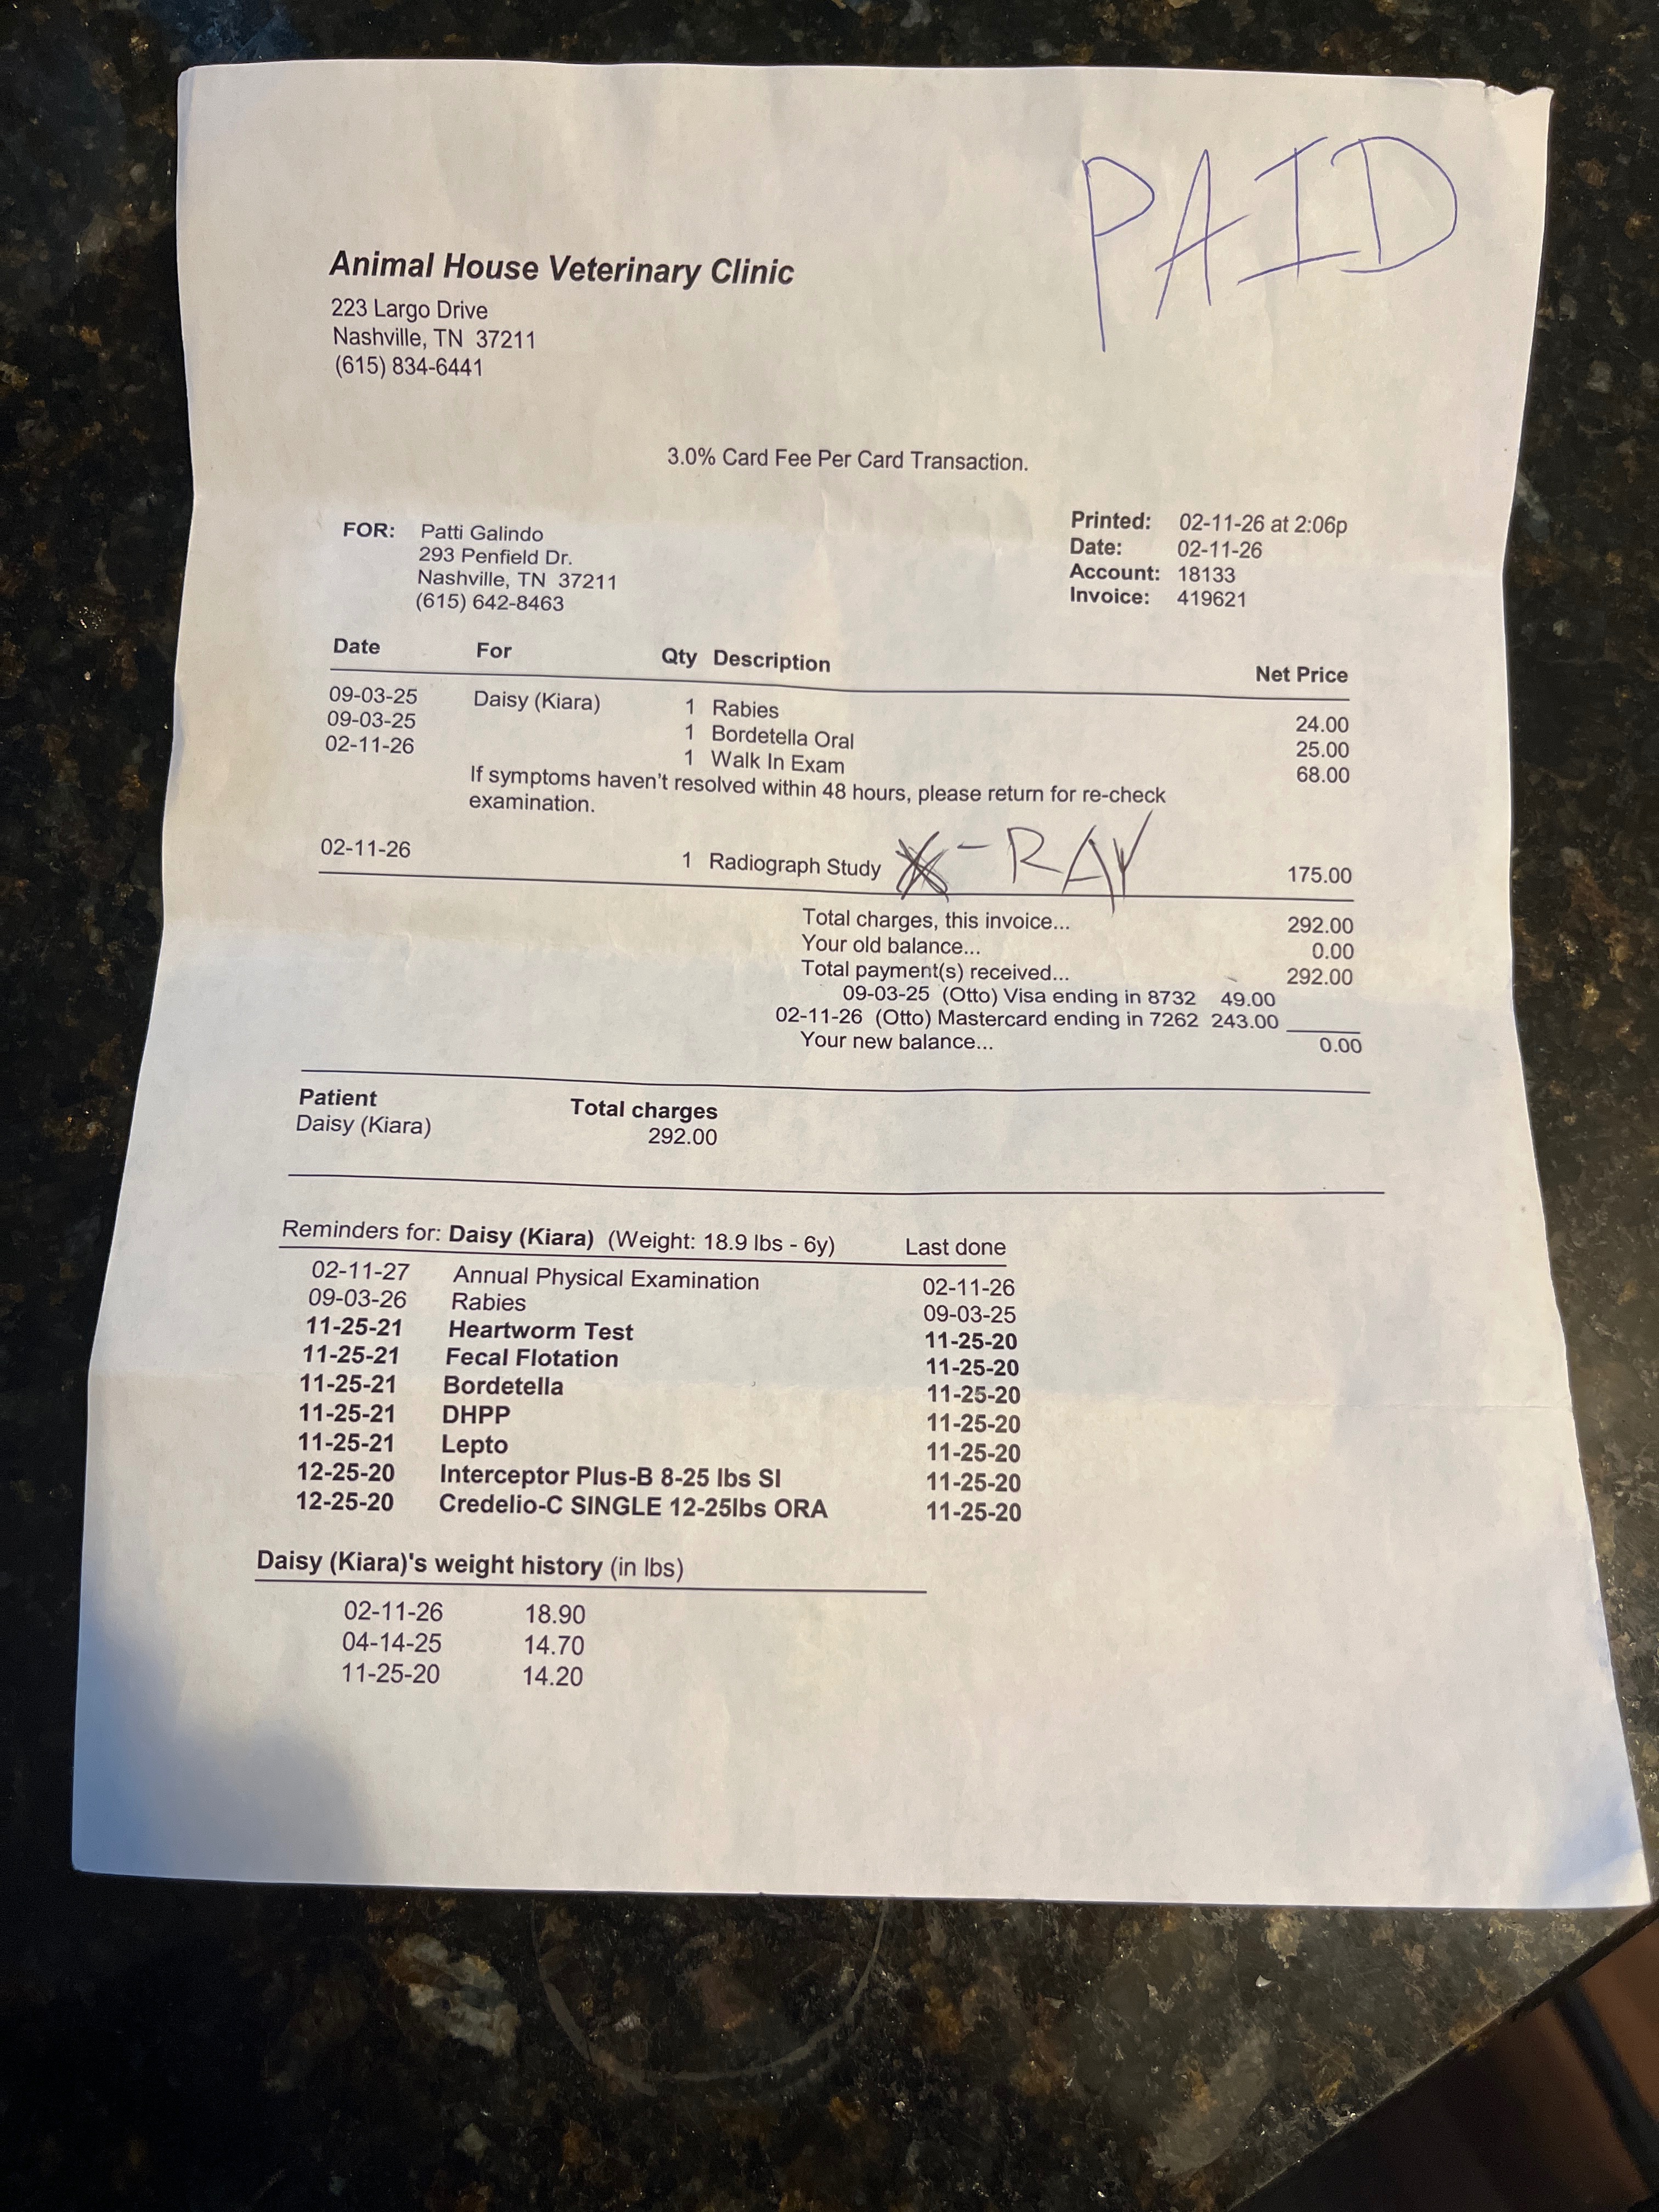 PAID
Animal House Veterinary Clinic
223 Largo Drive
Nashville, TN 37211
(615) 834-6441
3.0% Card Fee Per Card Transaction.
FOR: Patti Galindo
293 Penfield Dr.
Nashville, TN 37211
(615) 642-8463
Printed: 02-11-26 at 2:06p
Date: 02-11-26
Account: 18133
Invoice: 419621
Date For Qty Description Net Price
09-03-25 Daisy (Kiara) 1 Rabies 24.00
09-03-25 1 Bordetella Oral 25.00
02-11-26 1 Walk In Exam 68.00
If symptoms haven't resolved within 48 hours, please return for re-check
examination.
02-11-26 1 Radiograph Study X-RAY 175.00
Total charges, this invoice... 292.00
Your old balance... 0.00
Total payment(s) received... 292.00
09-03-25 (Otto) Visa ending in 8732 49.00
02-11-26 (Otto) Mastercard ending in 7262 243.00
Your new balance... 0.00
Patient Total charges
Daisy (Kiara) 292.00
Reminders for: Daisy (Kiara) (Weight: 18.9 lbs - 6y) Last done
02-11-27 Annual Physical Examination 02-11-26
09-03-26 Rabies 09-03-25
11-25-21 Heartworm Test 11-25-20
11-25-21 Fecal Flotation 11-25-20
11-25-21 Bordetella 11-25-20
11-25-21 DHPP 11-25-20
11-25-21 Lepto 11-25-20
12-25-20 Interceptor Plus-B 8-25 lbs SI 11-25-20
12-25-20 Credelio-C SINGLE 12-25lbs ORA 11-25-20
Daisy (Kiara)'s weight history (in lbs)
02-11-26 18.90
04-14-25 14.70
11-25-20 14.20